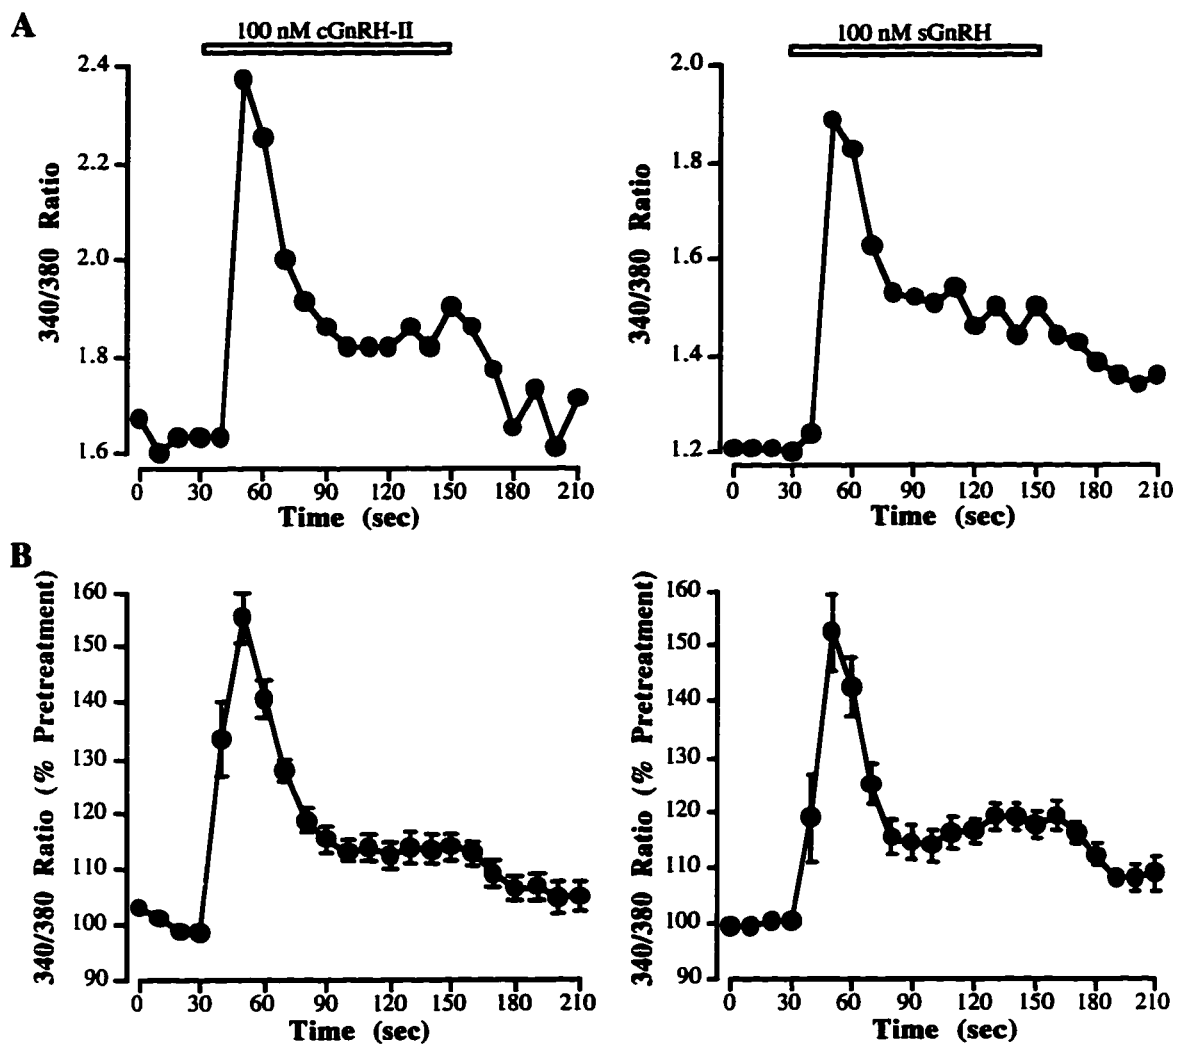 A
100 nM cGnRH-II
100 nM sGnRH
340/380 Ratio
2.4
2.2
2.0
1.8
1.6
0 30 60 90 120 150 180 210
Time (sec)
340/380 Ratio
2.0
1.8
1.6
1.4
1.2
0 30 60 90 120 150 180 210
Time (sec)
B
340/380 Ratio (% Pretreatment)
160
150
140
130
120
110
100
90
0 30 60 90 120 150 180 210
Time (sec)
340/380 Ratio (% Pretreatment)
160
150
140
130
120
110
100
90
0 30 60 90 120 150 180 210
Time (sec)